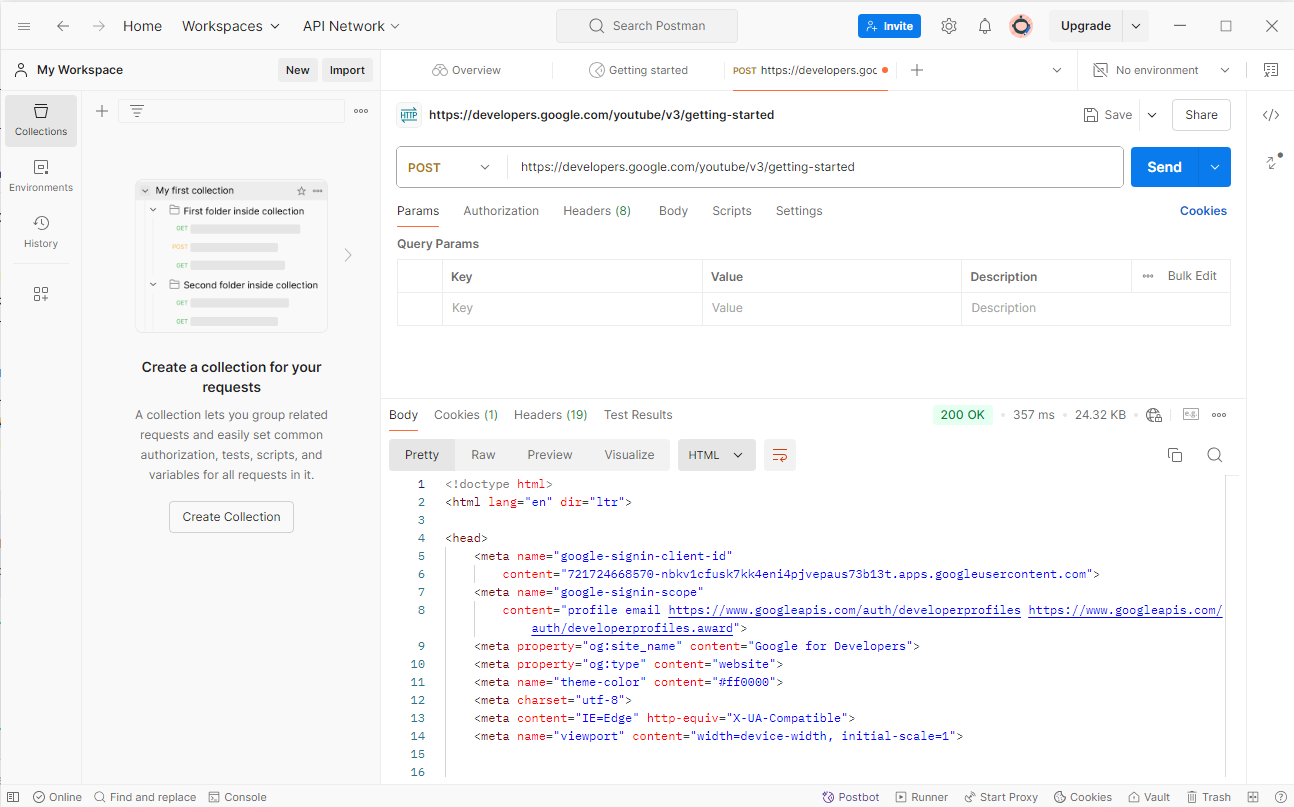 Home Workspaces API Network Search Postman Invite Upgrade
My Workspace New Import Overview Getting started POST https://developers.goc No environment
Collections
Environments
History
My first collection
First folder inside collection
GET
POST
GET
Second folder inside collection
GET
GET
Create a collection for your
requests
A collection lets you group related
requests and easily set common
authorization, tests, scripts, and
variables for all requests in it.
Create Collection
HTTP https://developers.google.com/youtube/v3/getting-started Save Share
POST https://developers.google.com/youtube/v3/getting-started Send
Params Authorization Headers (8) Body Scripts Settings Cookies
Query Params
Key Value Description Bulk Edit
Key Value Description
Body Cookies (1) Headers (19) Test Results 200 OK 357 ms 24.32 KB e.g.
Pretty Raw Preview Visualize HTML
1 <!doctype html>
2 <html lang="en" dir="ltr">
3
4 <head>
5 <meta name="google-signin-client-id"
6 content="721724668570-nbkv1cfusk7kk4eni4pjvepaus73b13t.apps.googleusercontent.com">
7 <meta name="google-signin-scope"
8 content="profile email https://www.googleapis.com/auth/developerprofiles https://www.googleapis.com/
auth/developerprofiles.award">
9 <meta property="og:site_name" content="Google for Developers">
10 <meta property="og:type" content="website">
11 <meta name="theme-color" content="#ff0000">
12 <meta charset="utf-8">
13 <meta content="IE=Edge" http-equiv="X-UA-Compatible">
14 <meta name="viewport" content="width=device-width, initial-scale=1">
15
16
Online Find and replace Console Postbot Runner Start Proxy Cookies Vault Trash